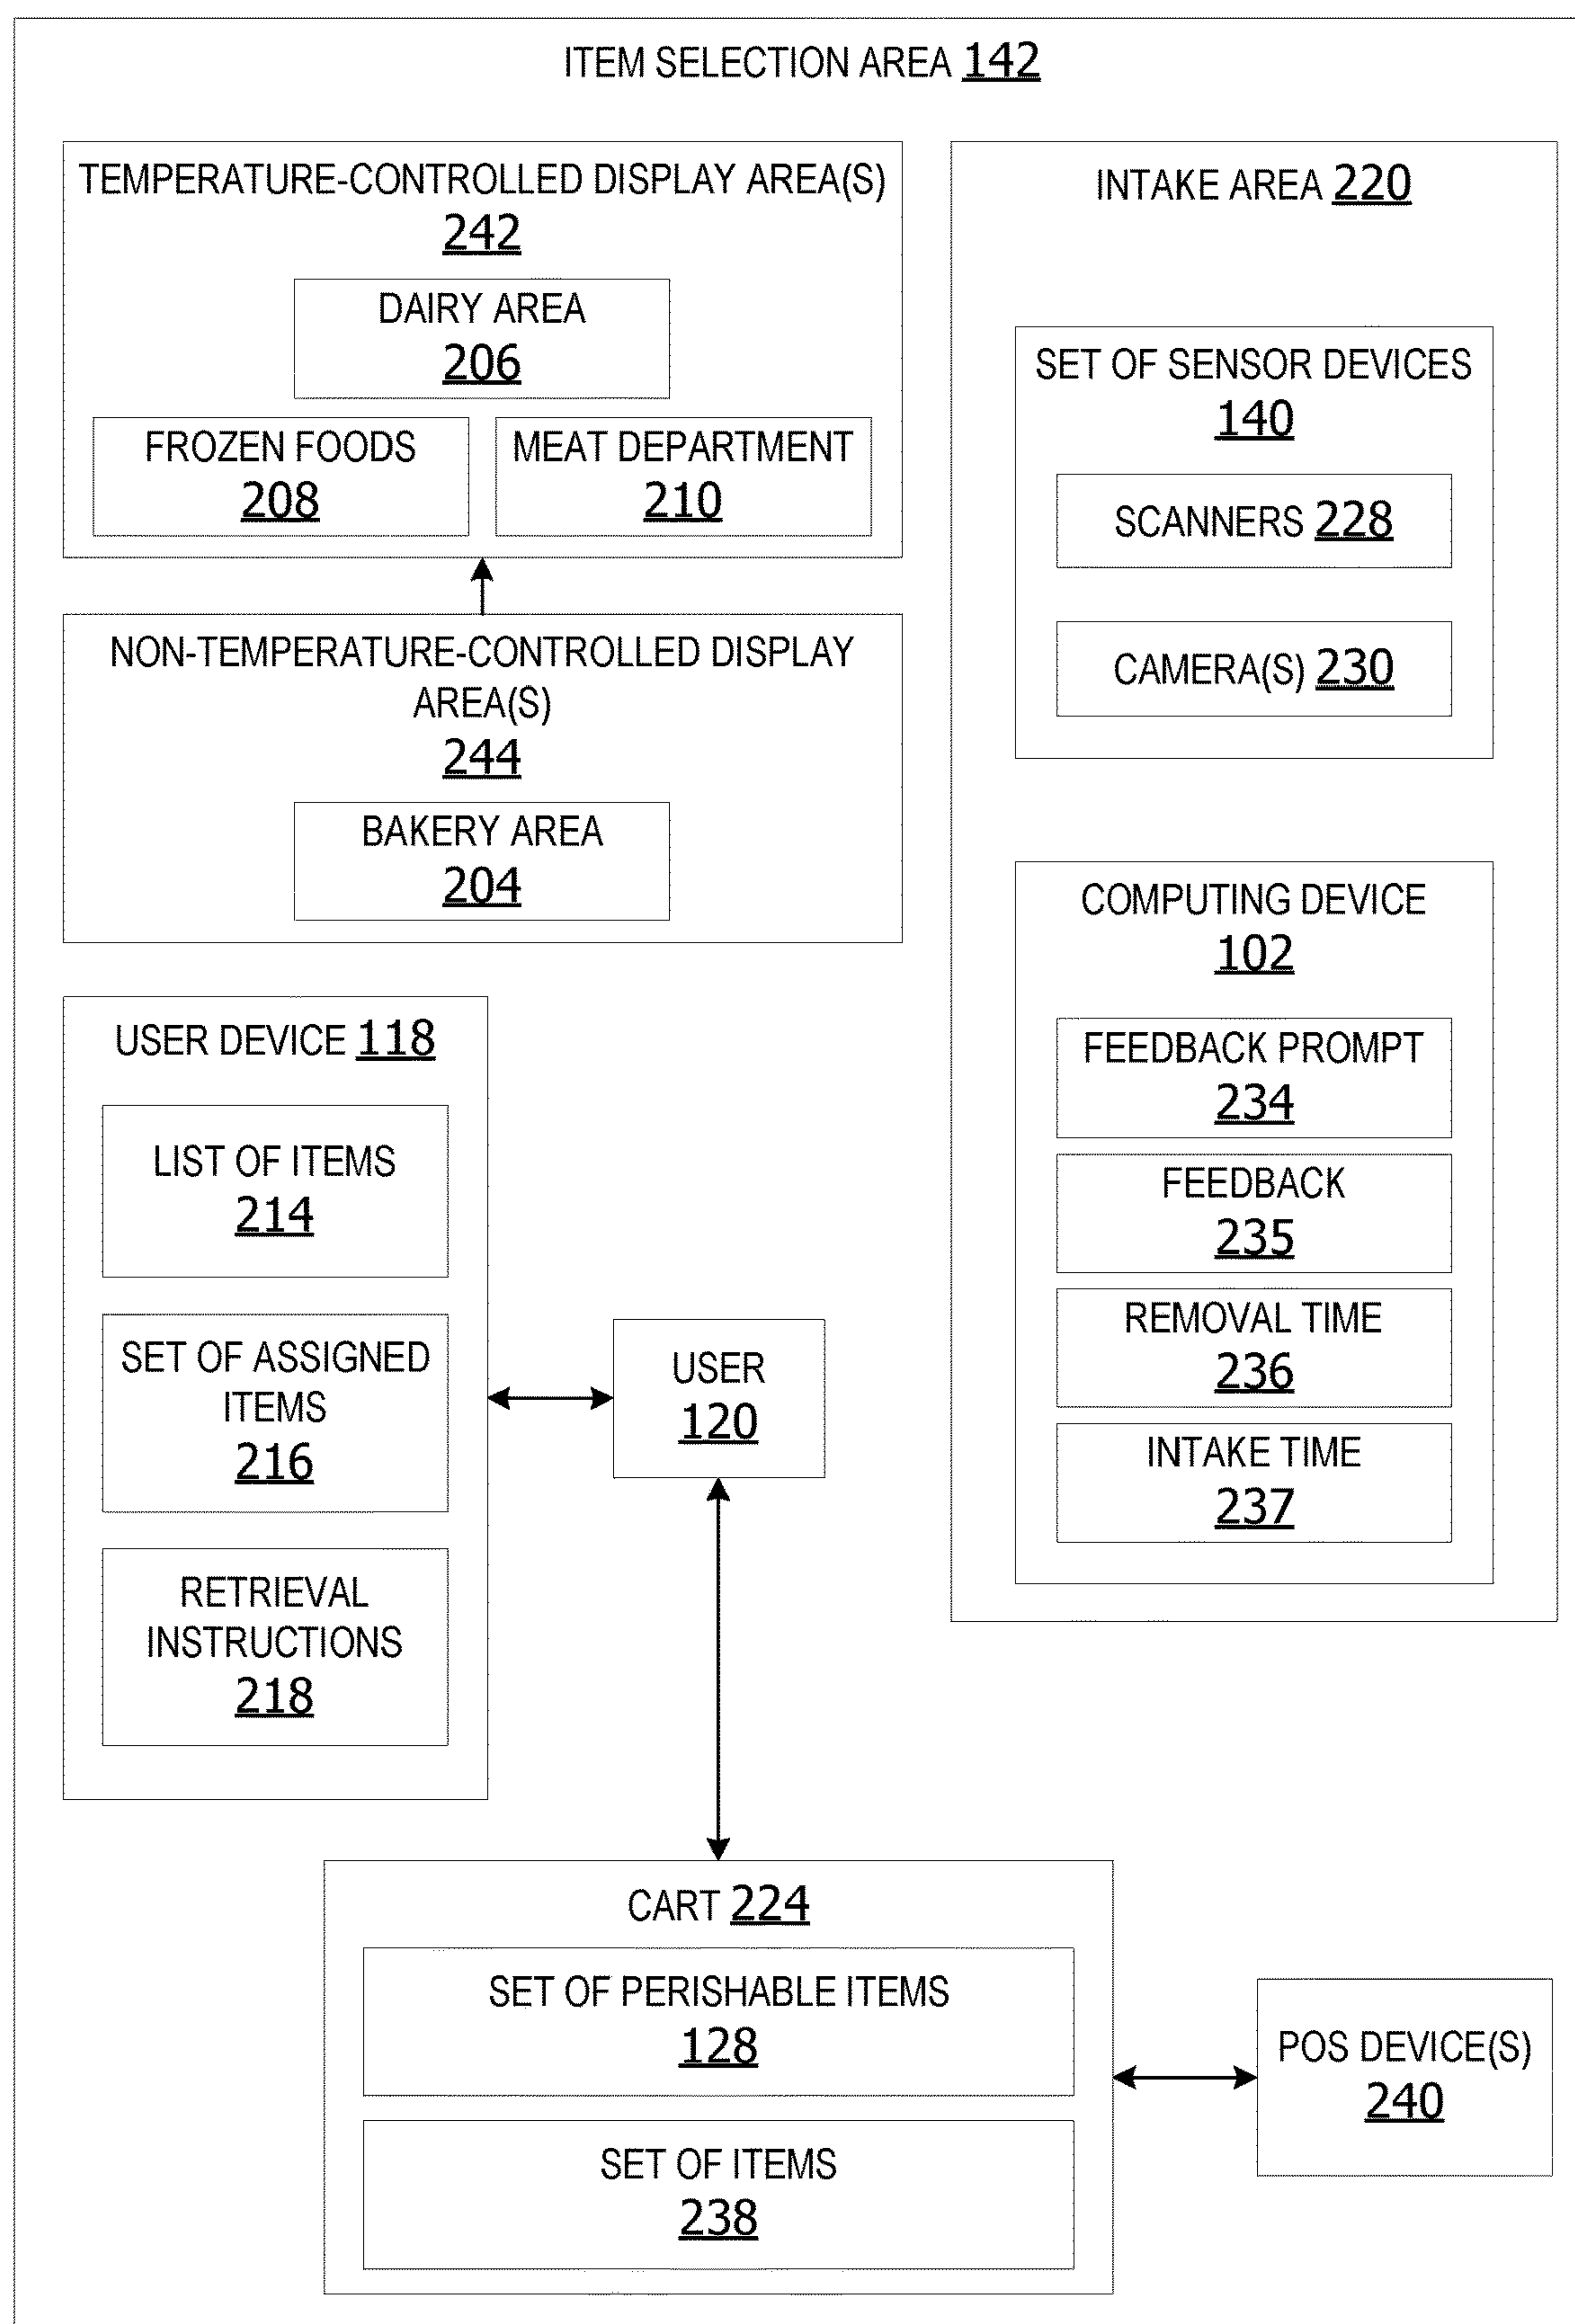 ITEM SELECTION AREA 142
TEMPERATURE-CONTROLLED DISPLAY AREA(S)
242
DAIRY AREA
206
FROZEN FOODS
208
MEAT DEPARTMENT
210
NON-TEMPERATURE-CONTROLLED DISPLAY
AREA(S)
244
BAKERY AREA
204
INTAKE AREA 220
SET OF SENSOR DEVICES
140
SCANNERS 228
CAMERA(S) 230
COMPUTING DEVICE
102
FEEDBACK PROMPT
234
FEEDBACK
235
REMOVAL TIME
236
INTAKE TIME
237
USER DEVICE 118
LIST OF ITEMS
214
SET OF ASSIGNED
ITEMS
216
RETRIEVAL
INSTRUCTIONS
218
USER
120
CART 224
SET OF PERISHABLE ITEMS
128
SET OF ITEMS
238
POS DEVICE(S)
240